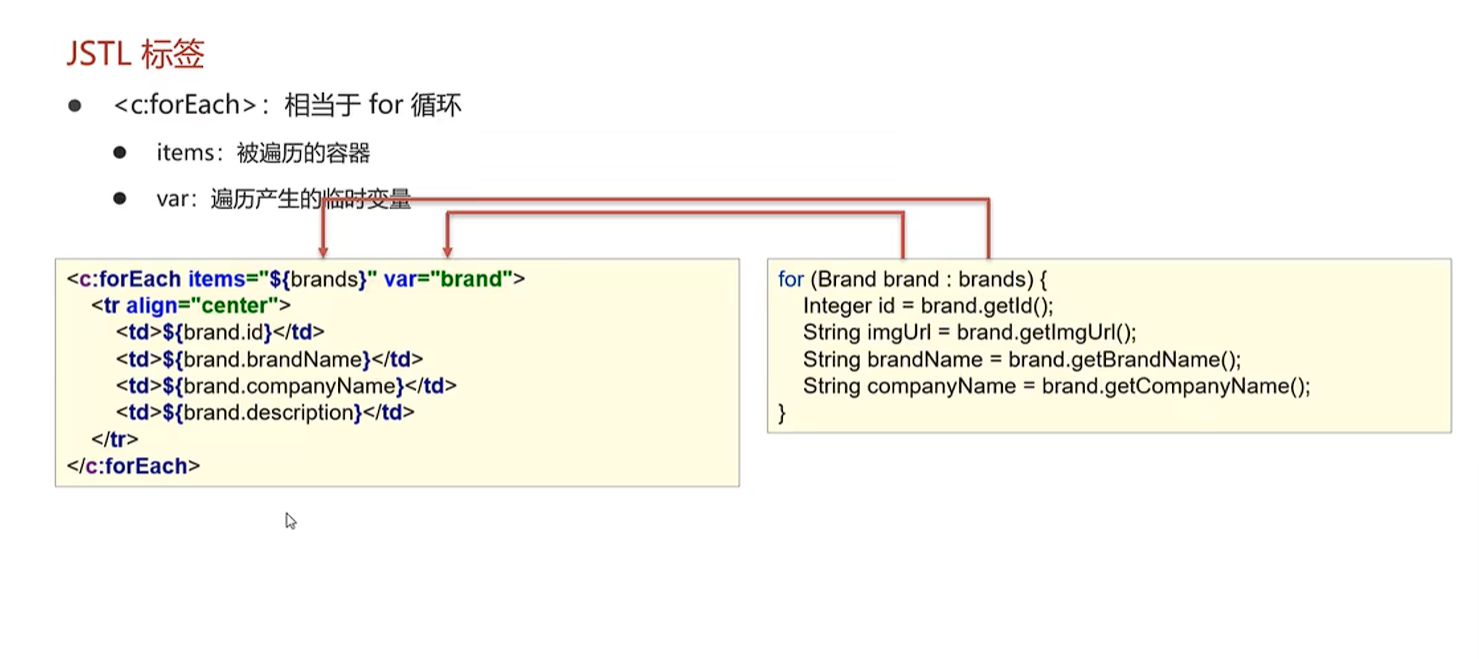 JSTL 标签
<c:forEach>：相当于 for 循环
items：被遍历的容器
var：遍历产生的临时变量
<c:forEach items="${brands}" var="brand">
<tr align="center">
<td>${brand.id}</td>
<td>${brand.brandName}</td>
<td>${brand.companyName}</td>
<td>${brand.description}</td>
</tr>
</c:forEach>
for (Brand brand : brands) {
Integer id = brand.getId();
String imgUrl = brand.getImgUrl();
String brandName = brand.getBrandName();
String companyName = brand.getCompanyName();
}